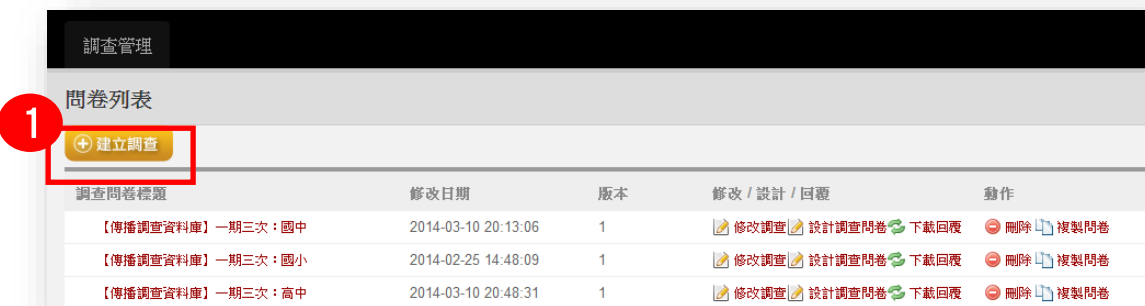 調查管理
問卷列表
1
建立調查
調查問卷標題 修改日期 版本 修改 / 設計 / 回覆 動作
【傳播調查資料庫】一期三次：國中 2014-03-10 20:13:06 1 修改調查 設計調查問卷 下載回覆 刪除 複製問卷
【傳播調查資料庫】一期三次：國小 2014-02-25 14:48:09 1 修改調查 設計調查問卷 下載回覆 刪除 複製問卷
【傳播調查資料庫】一期三次：高中 2014-03-10 20:48:31 1 修改調查 設計調查問卷 下載回覆 刪除 複製問卷